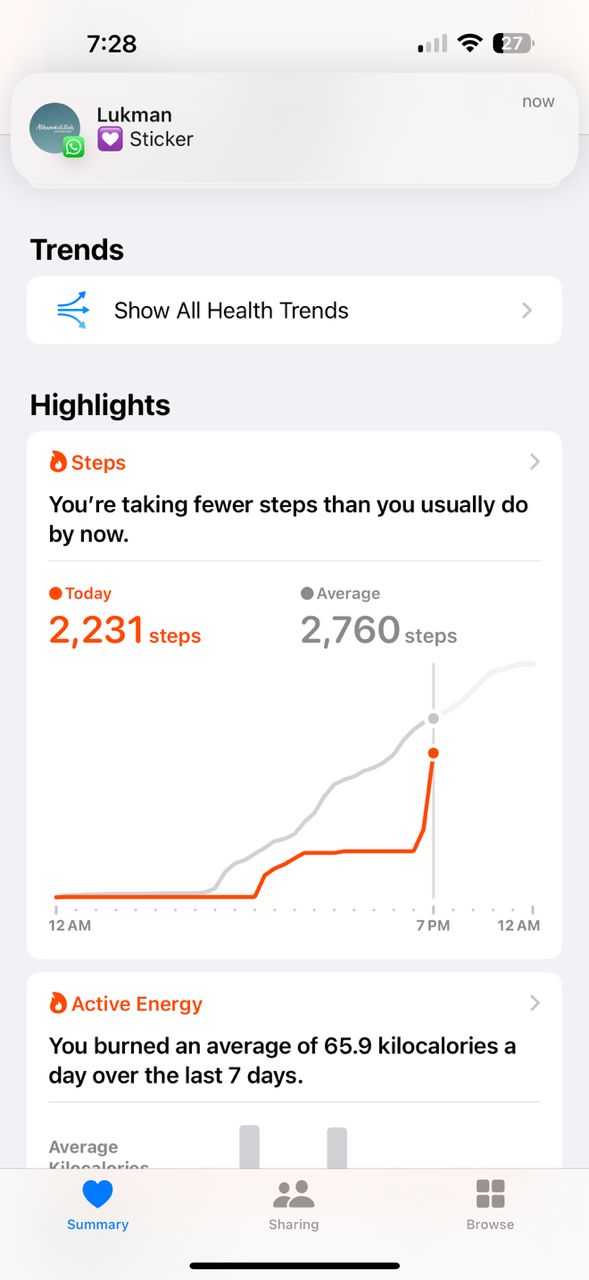 7:28
27
Lukman
now
💜 Sticker
Trends
Show All Health Trends
Highlights
Steps
You’re taking fewer steps than you usually do
by now.
Today
Average
2,231 steps
2,760 steps
12 AM
7 PM
12 AM
Active Energy
You burned an average of 65.9 kilocalories a
day over the last 7 days.
Average
Kilocalories
Summary
Sharing
Browse